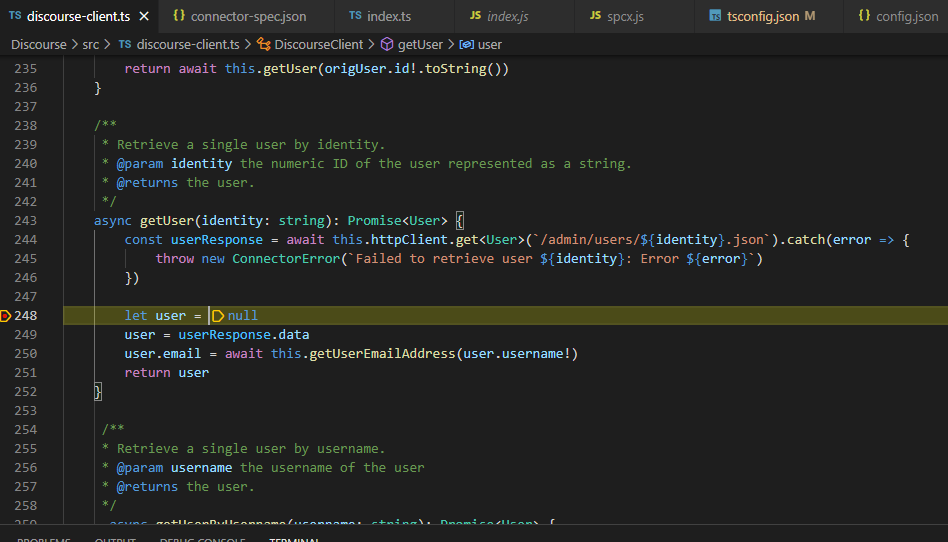 TS discourse-client.ts × {} connector-spec.json TS index.ts JS index.js JS spcx.js TS tsconfig.json M {} config.json
Discourse > src > TS discourse-client.ts > DiscourseClient > getUser > user
235 return await this.getUser(origUser.id!.toString())
236 }
237
238 /**
239 * Retrieve a single user by identity.
240 * @param identity the numeric ID of the user represented as a string.
241 * @returns the user.
242 */
243 async getUser(identity: string): Promise<User> {
244 const userResponse = await this.httpClient.get<User>(`/admin/users/${identity}.json`).catch(error => {
245 throw new ConnectorError(`Failed to retrieve user ${identity}: Error ${error}`)
246 })
247
248 let user = null
249 user = userResponse.data
250 user.email = await this.getUserEmailAddress(user.username!)
251 return user
252 }
253
254 /**
255 * Retrieve a single user by username.
256 * @param username the username of the user
257 * @returns the user.
258 */
259 async getUserByUsername(username: string): Promise<User> {
PROBLEMS OUTPUT DEBUG CONSOLE TERMINAL